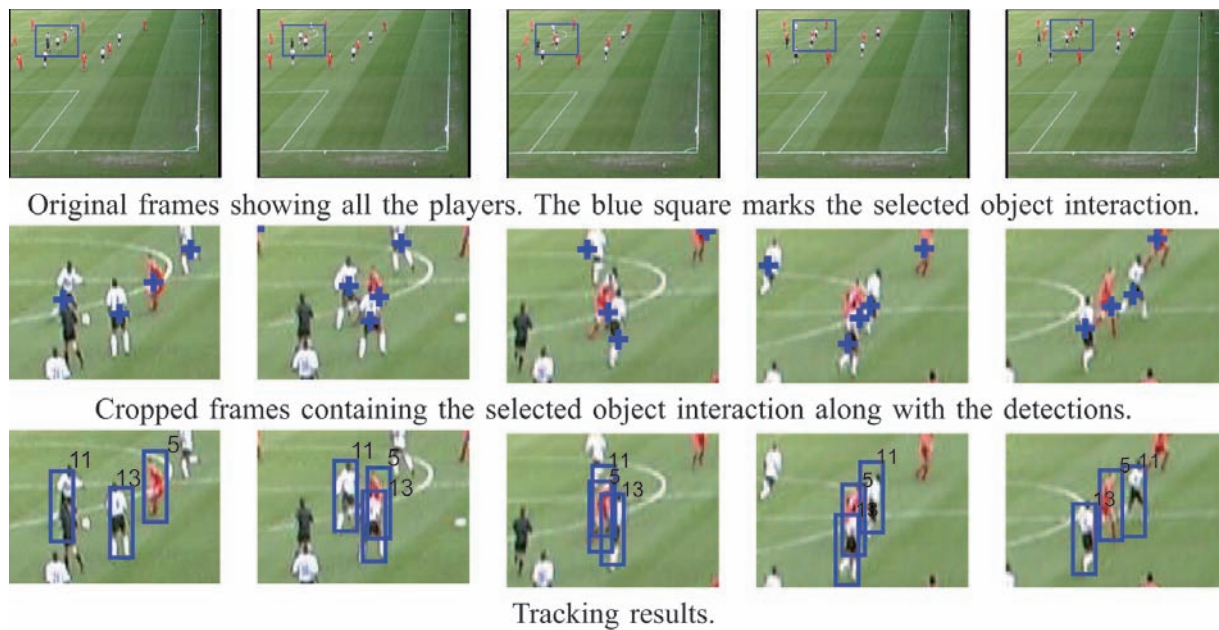 Original frames showing all the players. The blue square marks the selected object interaction.
Cropped frames containing the selected object interaction along with the detections.
11 13 5
11 5 13
11 5 13
11 5 13
13 5 11
Tracking results.